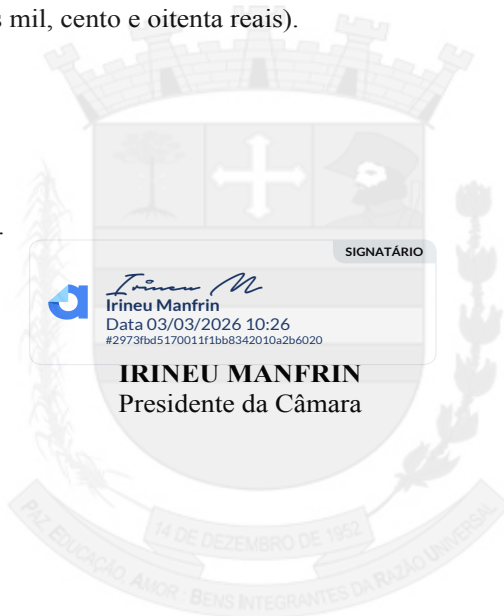 s mil, cento e oitenta reais).
SIGNATÁRIO
Irineu M
Irineu Manfrin
Data 03/03/2026 10:26
#2973fbd5170011f1bb8342010a2b6020
IRINEU MANFRIN
Presidente da Câmara
14 DE DEZEMBRO DE 1952
PAZ, EDUCAÇÃO, AMOR : BENS INTEGRANTES DA RAZÃO UNIVERSAL